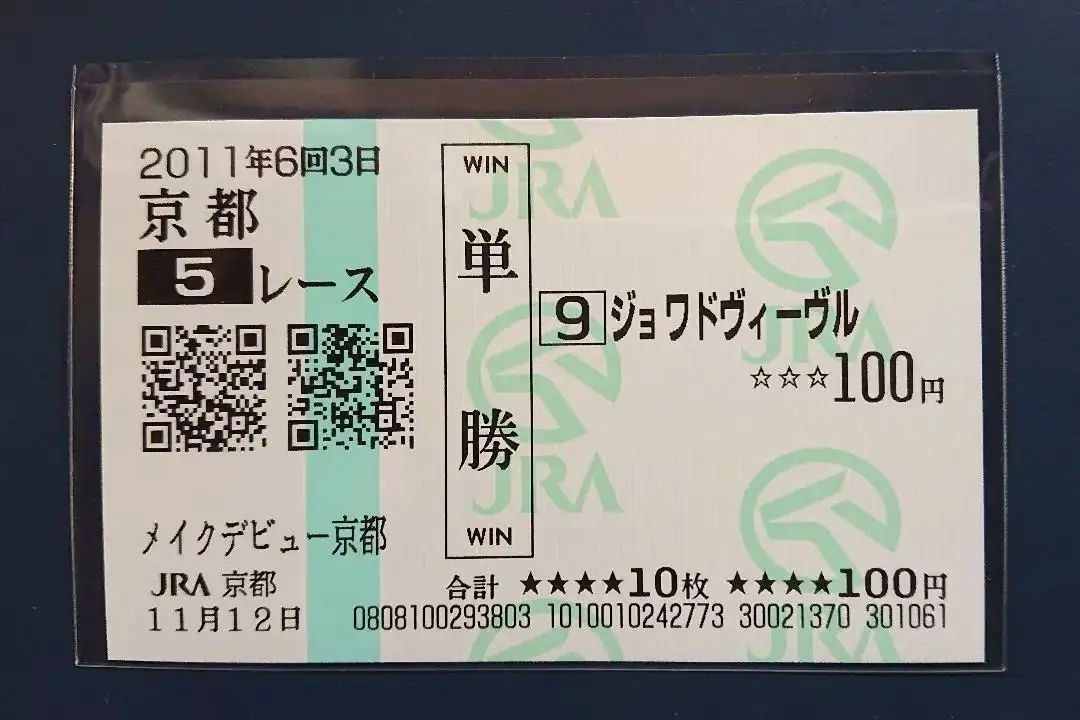 2011年6回3日
京都
5レース
メイクデビュー京都
JRA 京都
11月12日
WIN
単勝
WIN
9ジョワドヴィーヴル
☆☆☆100円
合計 ★★★★10枚 ★★★★100円
0808100293803 1010010242773 30021370 301061
JRA
JRA
JRA
JRA